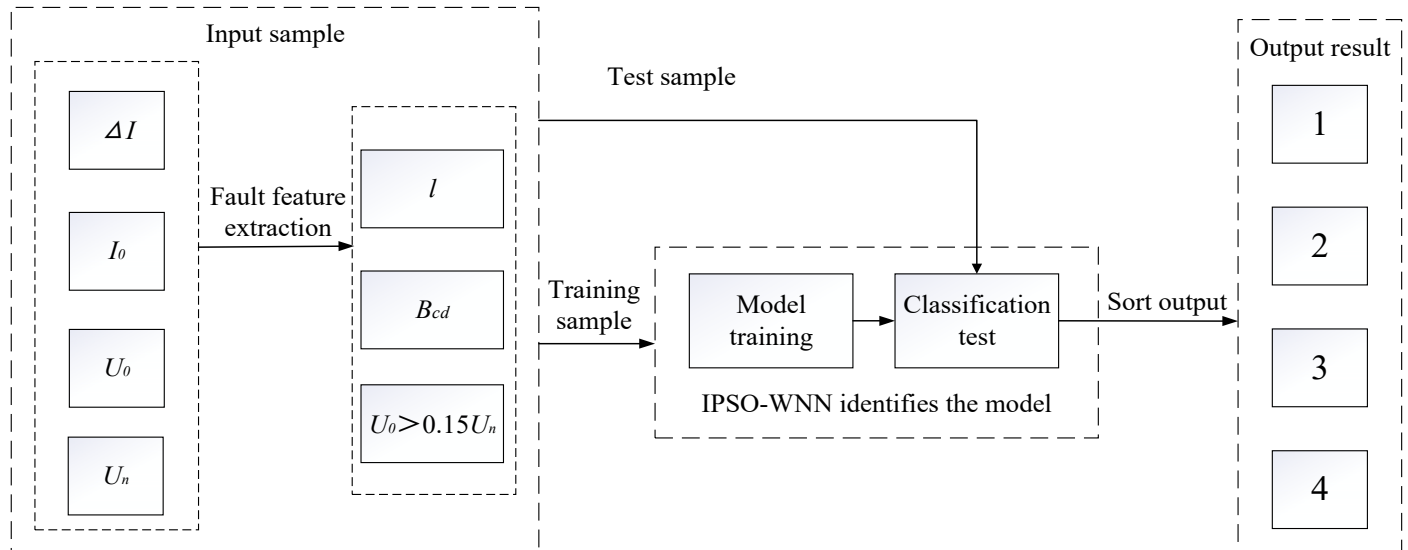 Input sample
ΔI
I₀
U₀
Uₙ
Fault feature
extraction
l
B_cd
U₀＞0.15Uₙ
Test sample
Training
sample
Model
training
Classification
test
IPSO-WNN identifies the model
Sort output
Output result
1
2
3
4